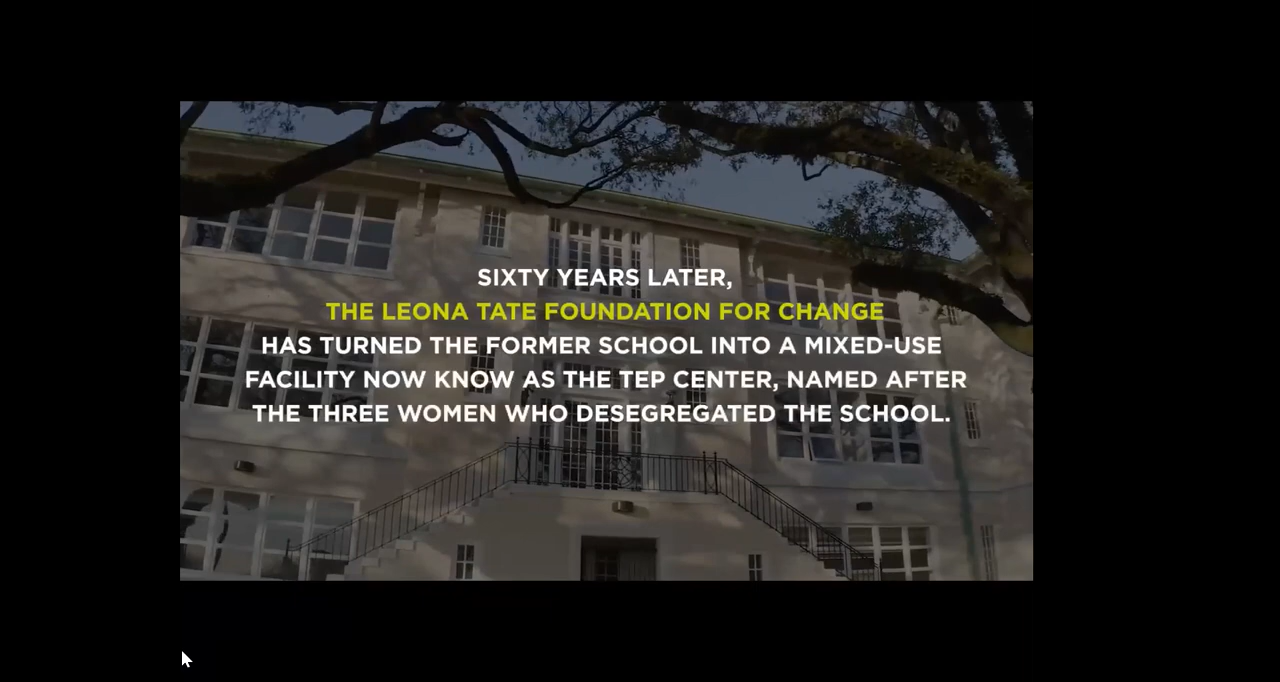 SIXTY YEARS LATER,
THE LEONA TATE FOUNDATION FOR CHANGE
HAS TURNED THE FORMER SCHOOL INTO A MIXED-USE
FACILITY NOW KNOW AS THE TEP CENTER, NAMED AFTER
THE THREE WOMEN WHO DESEGREGATED THE SCHOOL.